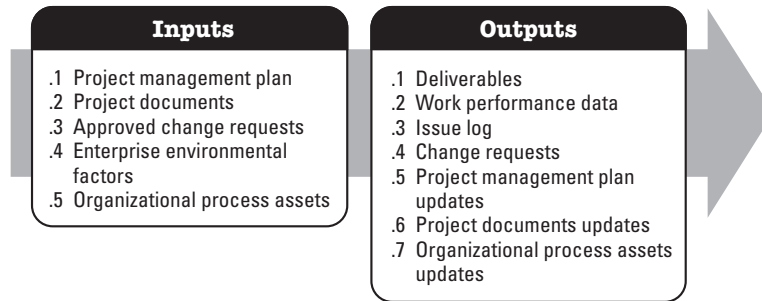 Inputs
.1 Project management plan
.2 Project documents
.3 Approved change requests
.4 Enterprise environmental
factors
.5 Organizational process assets
Outputs
.1 Deliverables
.2 Work performance data
.3 Issue log
.4 Change requests
.5 Project management plan
updates
.6 Project documents updates
.7 Organizational process assets
updates